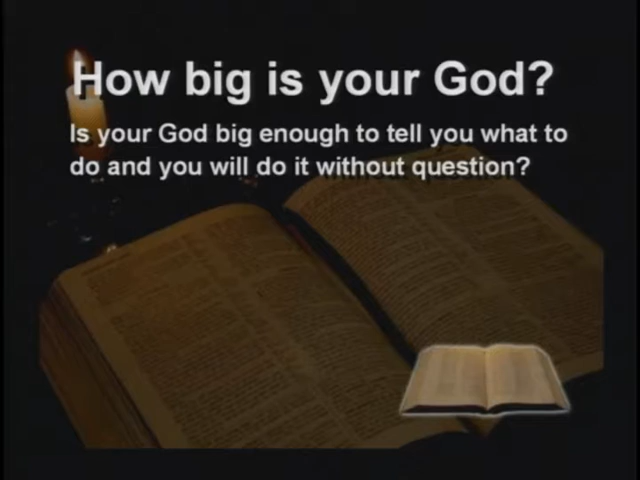 How big is your God?
Is your God big enough to tell you what to
do and you will do it without question?